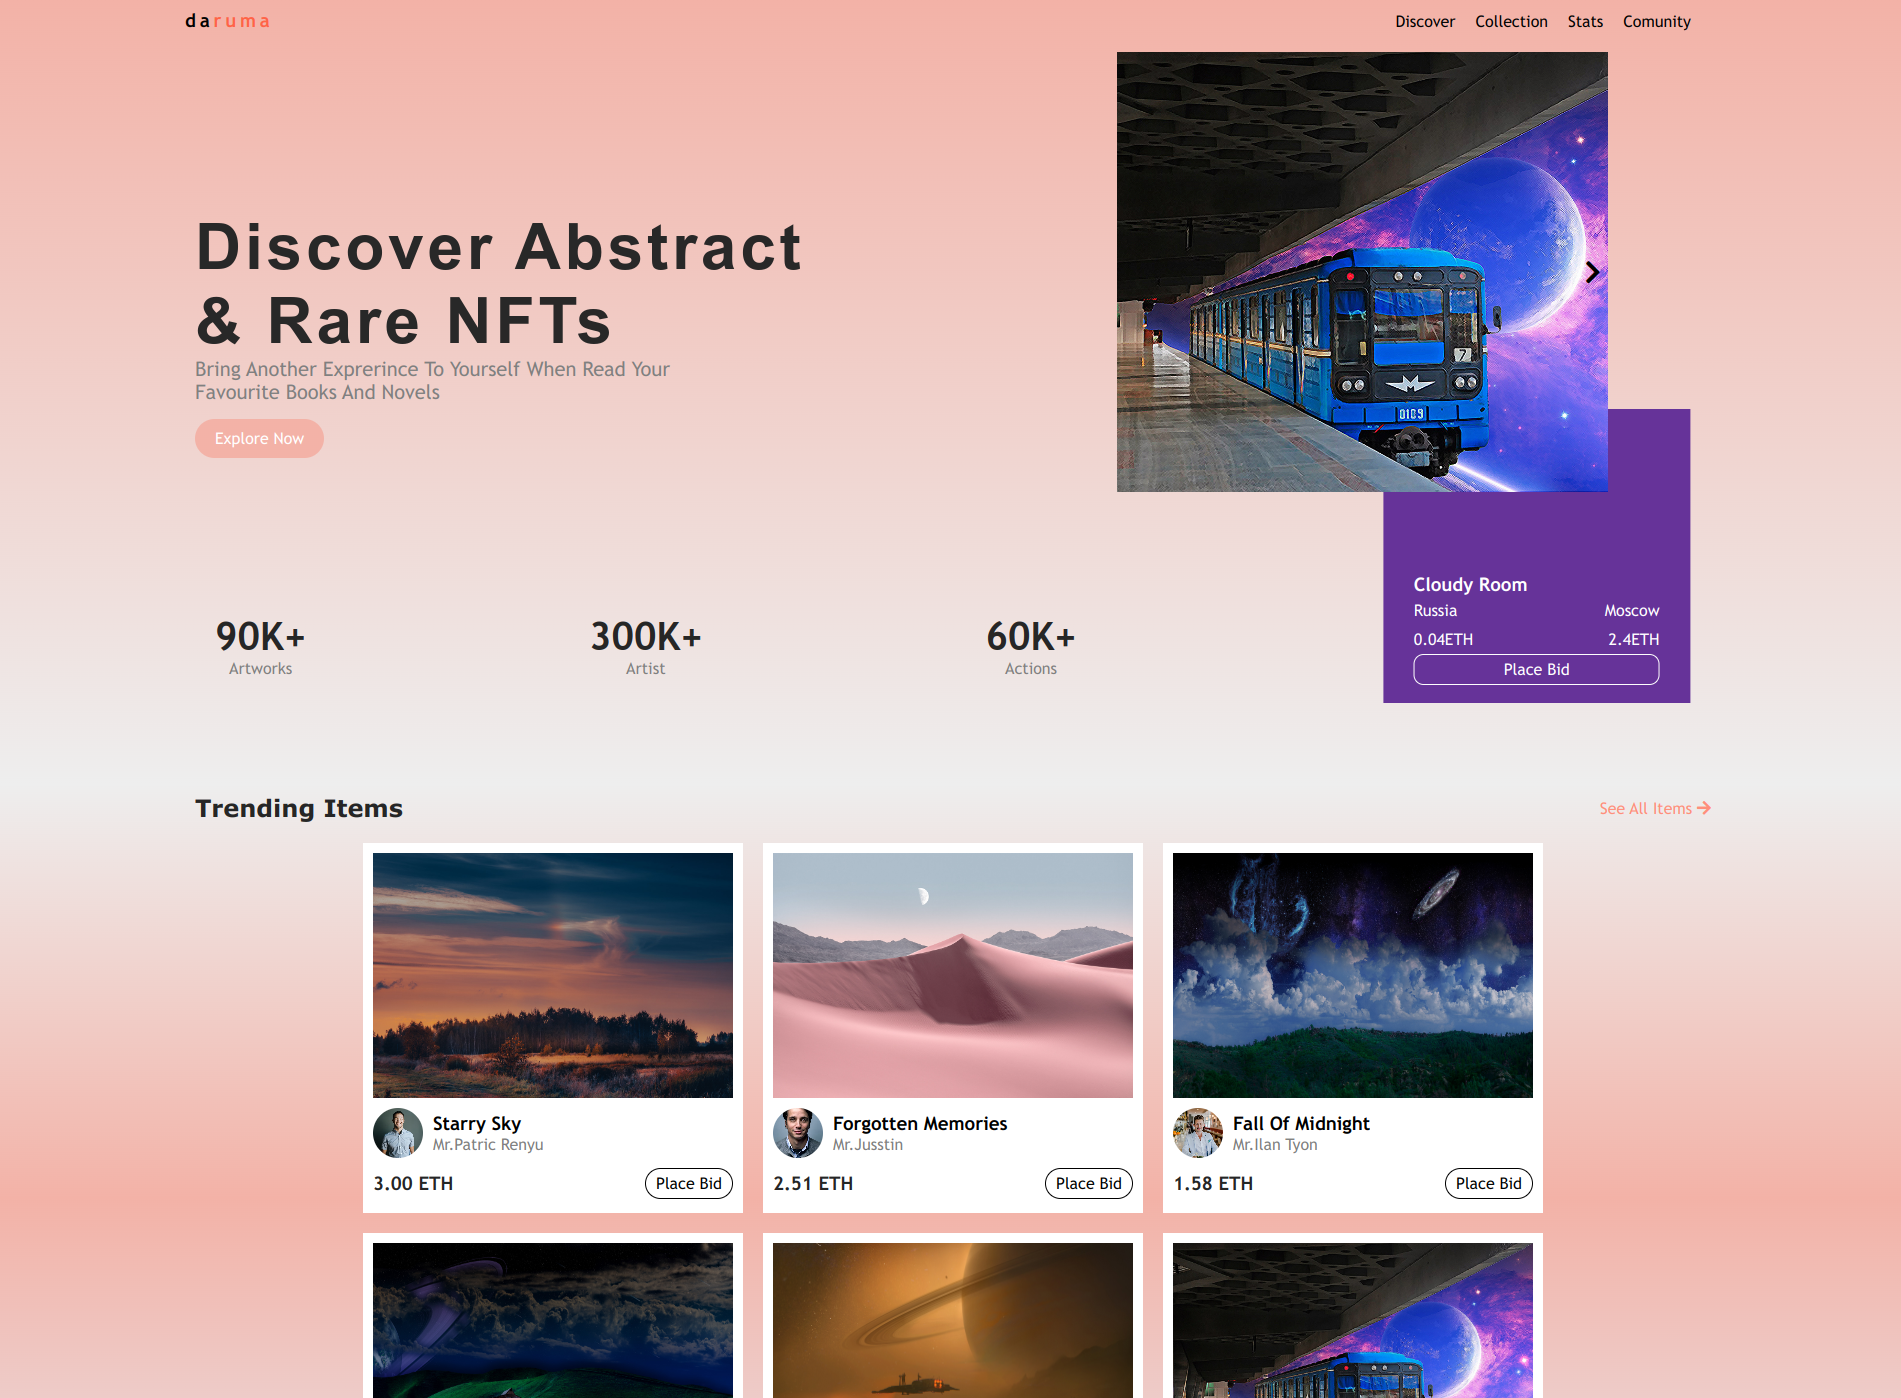 daruma
Discover Collection Stats Comunity
Discover Abstract
& Rare NFTs
Bring Another Exprerince To Yourself When Read Your
Favourite Books And Novels
Explore Now
7
0109
Cloudy Room
Russia Moscow
0.04ETH 2.4ETH
Place Bid
90K+ 300K+ 60K+
Artworks Artist Actions
Trending Items
See All Items
Starry Sky
Mr.Patric Renyu
3.00 ETH Place Bid
Forgotten Memories
Mr.Jusstin
2.51 ETH Place Bid
Fall Of Midnight
Mr.Ilan Tyon
1.58 ETH Place Bid